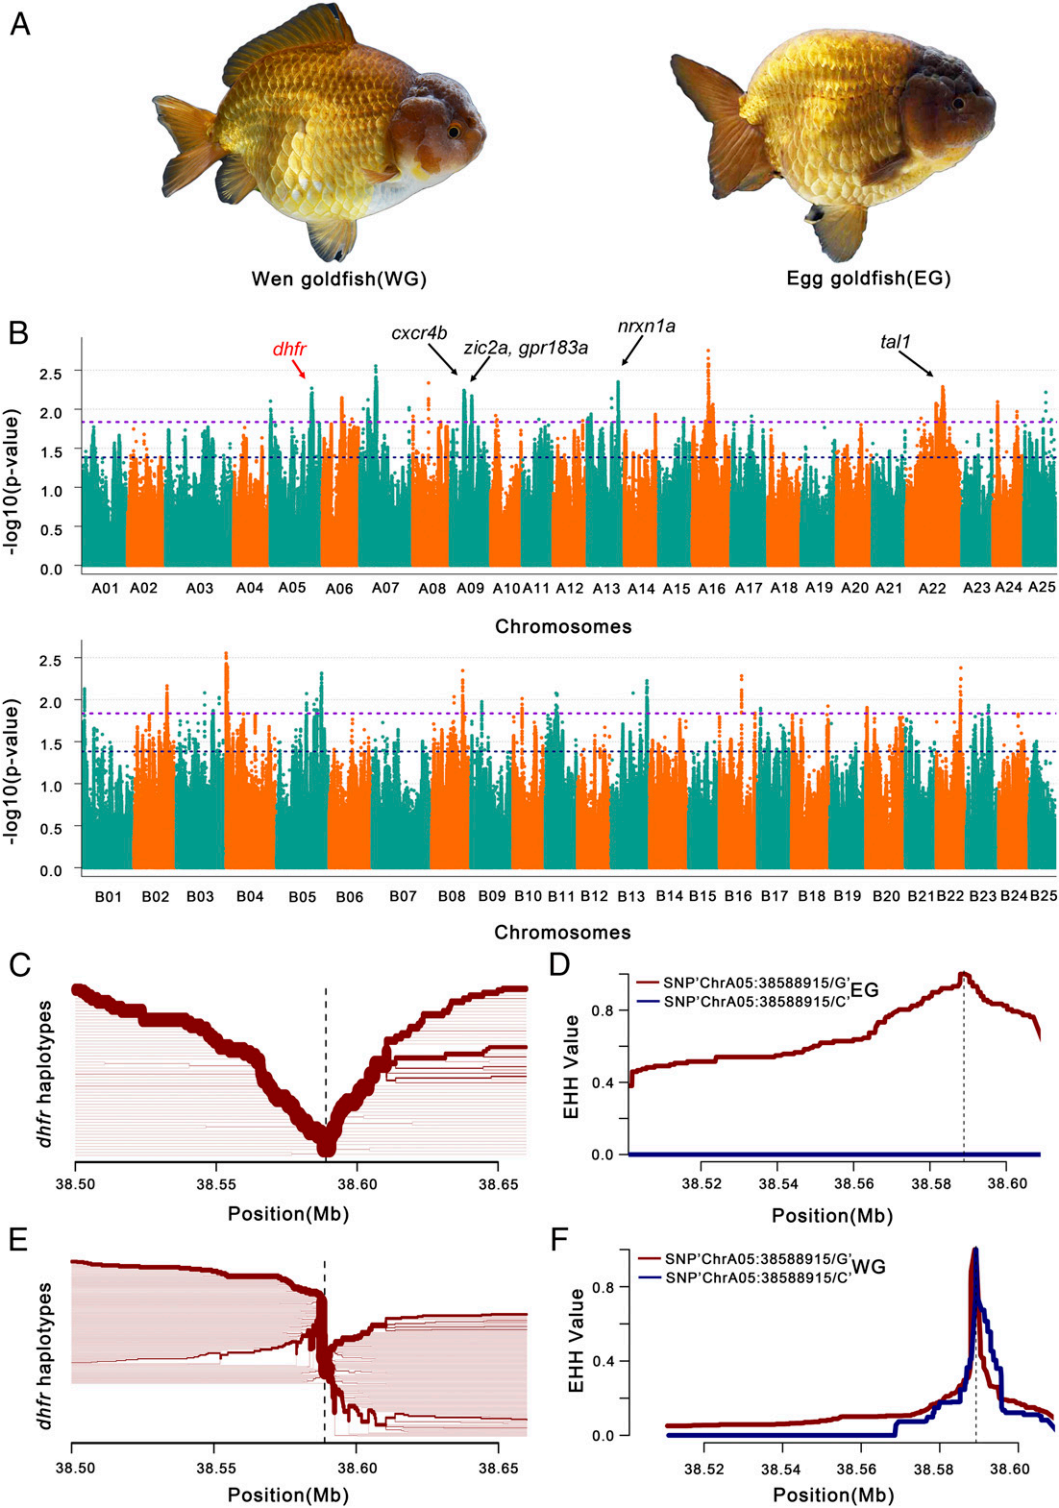 A
Wen goldfish(WG)
Egg goldfish(EG)
B
dhfr
cxcr4b
zic2a, gpr183a
nrxn1a
tal1
-log10(p-value)
2.5
2.0
1.5
1.0
0.5
0.0
A01 A02 A03 A04 A05 A06 A07 A08 A09 A10 A11 A12 A13 A14 A15 A16 A17 A18 A19 A20 A21 A22 A23 A24 A25
Chromosomes
-log10(p-value)
2.5
2.0
1.5
1.0
0.5
0.0
B01 B02 B03 B04 B05 B06 B07 B08 B09 B10 B11 B12 B13 B14 B15 B16 B17 B18 B19 B20 B21 B22 B23 B24 B25
Chromosomes
C
dhfr haplotypes
38.50 38.55 38.60 38.65
Position(Mb)
D
SNP'ChrA05:38588915/G'
SNP'ChrA05:38588915/C'
EG
EHH Value
0.8
0.4
0.0
38.52 38.54 38.56 38.58 38.60
Position(Mb)
E
dhfr haplotypes
38.50 38.55 38.60 38.65
Position(Mb)
F
SNP'ChrA05:38588915/G'
SNP'ChrA05:38588915/C'
WG
EHH Value
0.8
0.4
0.0
38.52 38.54 38.56 38.58 38.60
Position(Mb)